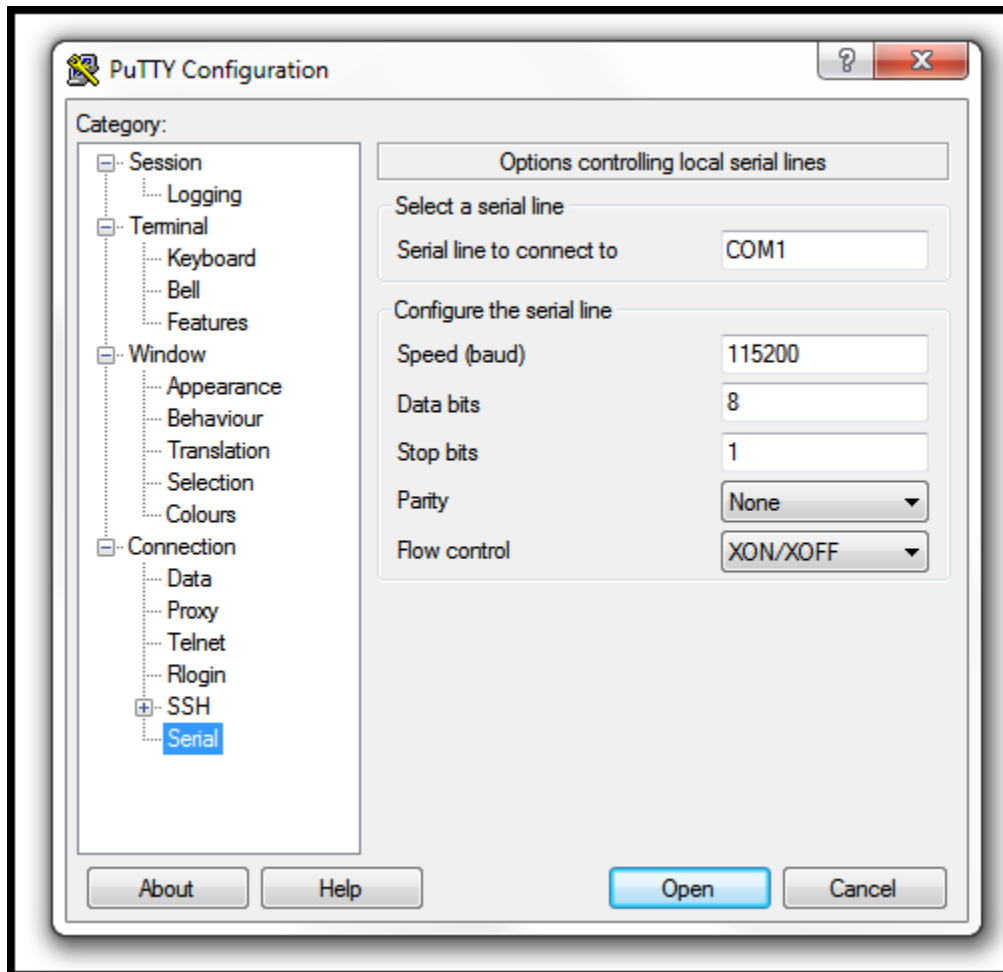 PuTTY Configuration
Category:
Session
Logging
Terminal
Keyboard
Bell
Features
Window
Appearance
Behaviour
Translation
Selection
Colours
Connection
Data
Proxy
Telnet
Rlogin
SSH
Serial
Options controlling local serial lines
Select a serial line
Serial line to connect to COM1
Configure the serial line
Speed (baud) 115200
Data bits 8
Stop bits 1
Parity None
Flow control XON/XOFF
About Help Open Cancel